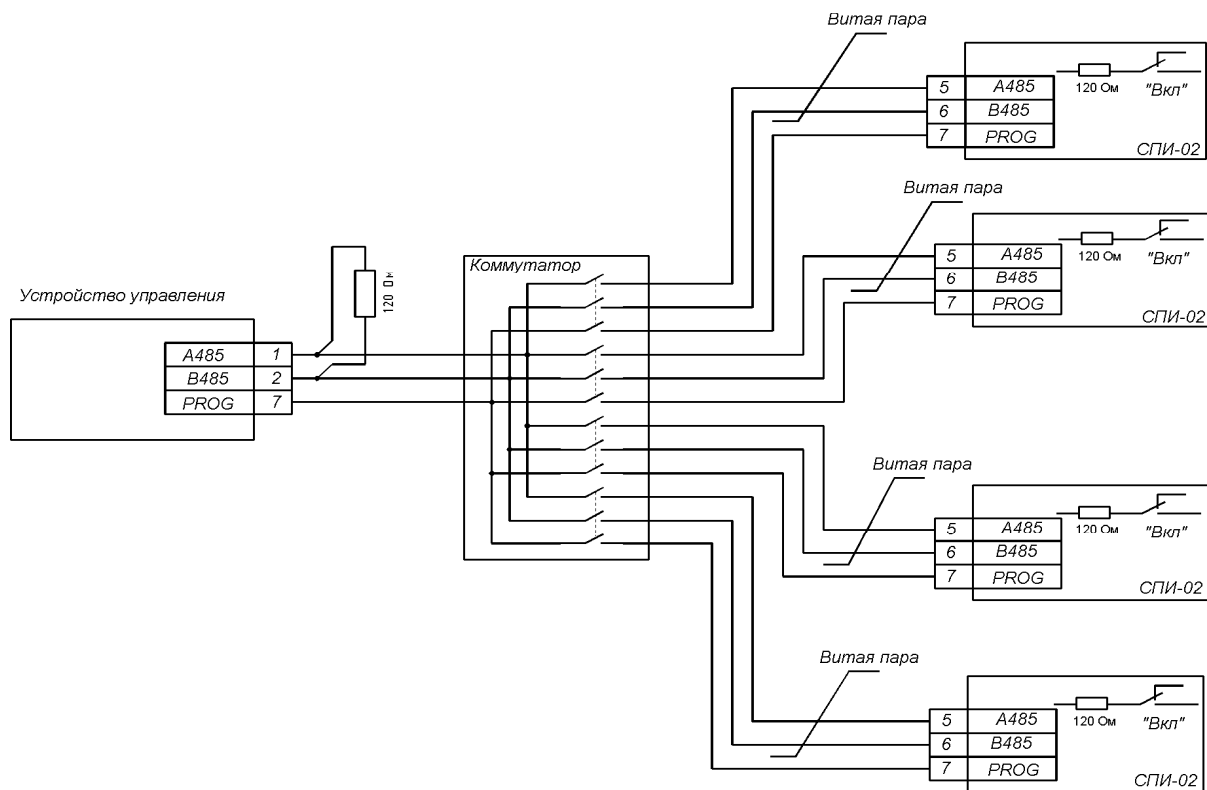 Витая пара
5 A485
6 B485
7 PROG
120 Ом
"Вкл"
СПИ-02
Витая пара
5 A485
6 B485
7 PROG
120 Ом
"Вкл"
СПИ-02
Коммутатор
120 Ом
Устройство управления
A485 1
B485 2
PROG 7
Витая пара
5 A485
6 B485
7 PROG
120 Ом
"Вкл"
СПИ-02
Витая пара
5 A485
6 B485
7 PROG
120 Ом
"Вкл"
СПИ-02